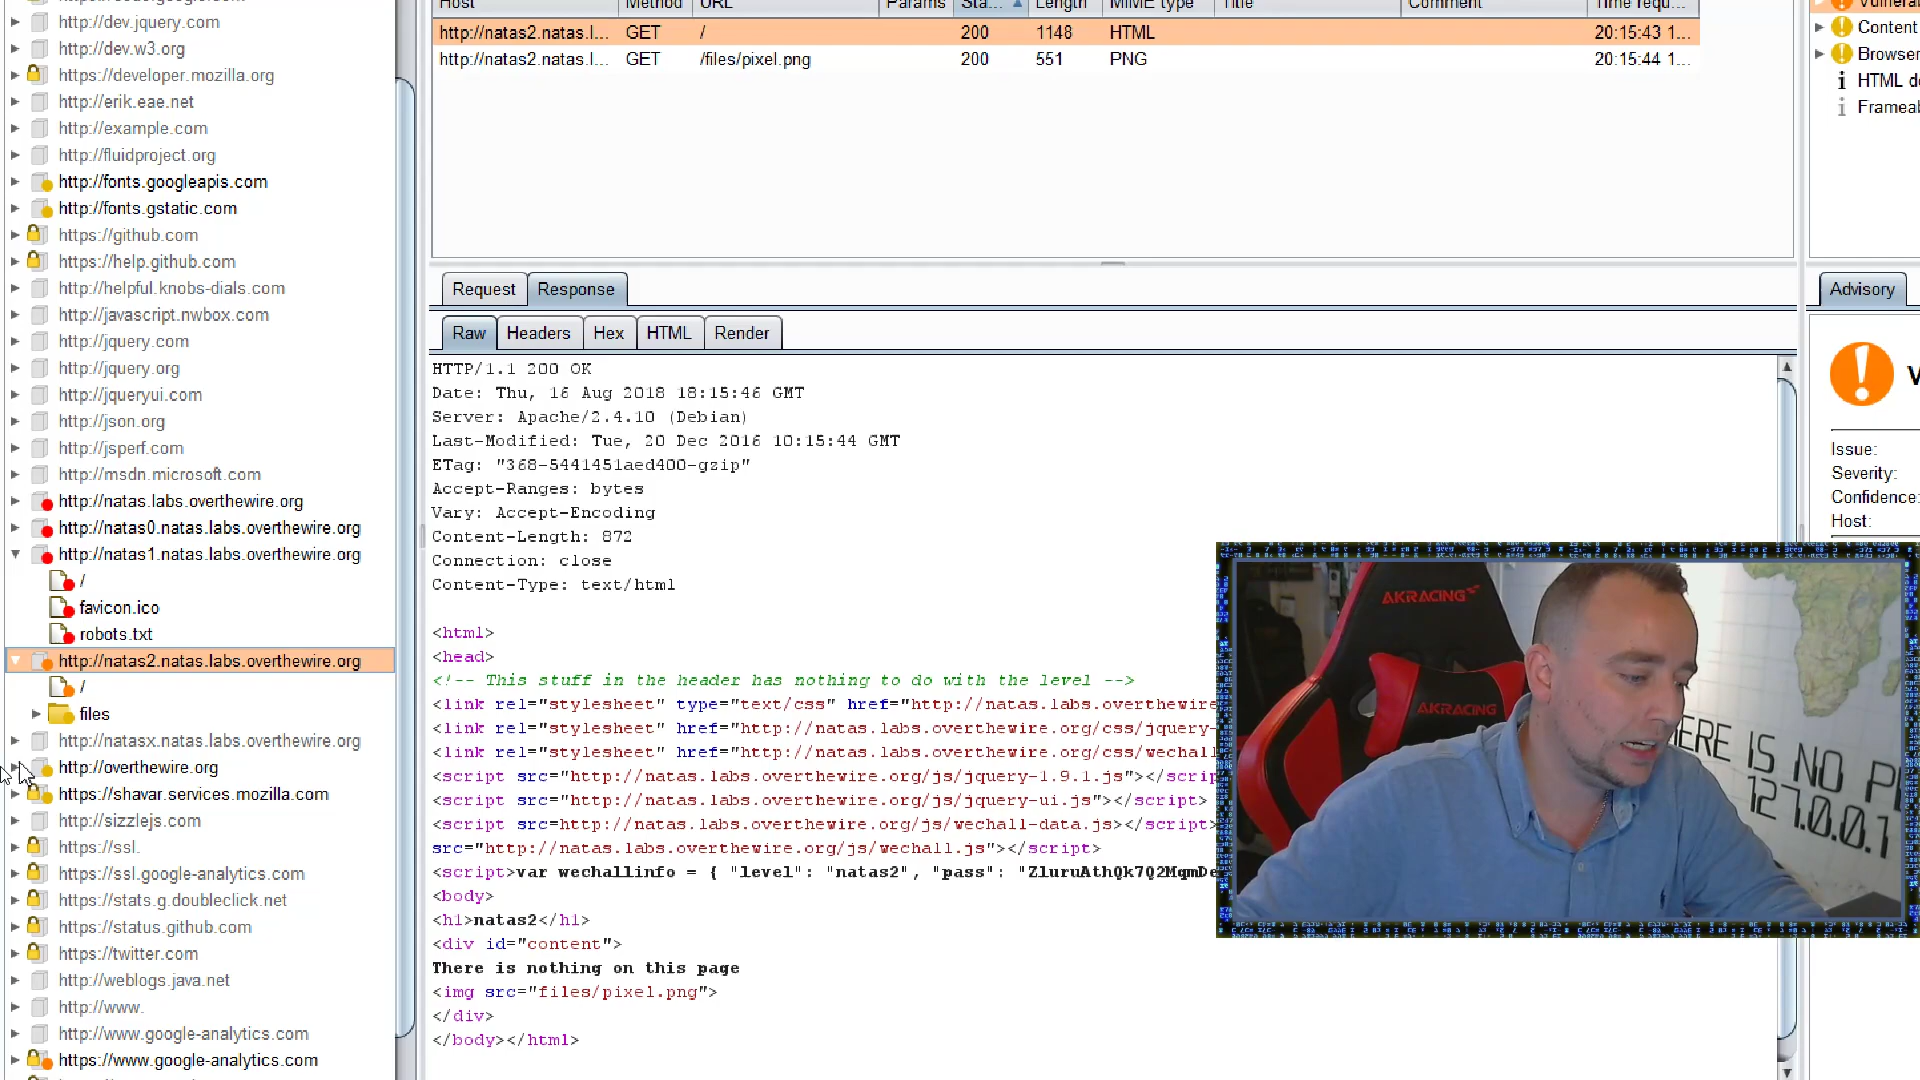 Host Method URL Params Sta... Length MIME type Title Comment Time requ...
http://natas2.natas.l... GET / 200 1148 HTML 20:15:43 1...
http://natas2.natas.l... GET /files/pixel.png 200 551 PNG 20:15:44 1...
http://dev.jquery.com
http://dev.w3.org
https://developer.mozilla.org
http://erik.eae.net
http://example.com
http://fluidproject.org
http://fonts.googleapis.com
http://fonts.gstatic.com
https://github.com
https://help.github.com
http://helpful.knobs-dials.com
http://javascript.nwbox.com
http://jquery.com
http://jquery.org
http://jqueryui.com
http://json.org
http://jsperf.com
http://msdn.microsoft.com
http://natas.labs.overthewire.org
http://natas0.natas.labs.overthewire.org
http://natas1.natas.labs.overthewire.org
/
favicon.ico
robots.txt
http://natas2.natas.labs.overthewire.org
/
files
http://natasx.natas.labs.overthewire.org
http://overthewire.org
https://shavar.services.mozilla.com
http://sizzlejs.com
https://ssl.
https://ssl.google-analytics.com
https://stats.g.doubleclick.net
https://status.github.com
https://twitter.com
http://weblogs.java.net
http://www.
http://www.google-analytics.com
https://www.google-analytics.com
Request Response
Raw Headers Hex HTML Render
HTTP/1.1 200 OK
Date: Thu, 16 Aug 2018 18:15:46 GMT
Server: Apache/2.4.10 (Debian)
Last-Modified: Tue, 20 Dec 2016 10:15:44 GMT
ETag: "368-5441451aed400-gzip"
Accept-Ranges: bytes
Vary: Accept-Encoding
Content-Length: 872
Connection: close
Content-Type: text/html
<html>
<head>
<!-- This stuff in the header has nothing to do with the level -->
<link rel="stylesheet" type="text/css" href="http://natas.labs.overthewire
<link rel="stylesheet" href="http://natas.labs.overthewire.org/css/jquery-
<link rel="stylesheet" href="http://natas.labs.overthewire.org/css/wechall
<script src="http://natas.labs.overthewire.org/js/jquery-1.9.1.js"></scrip
<script src="http://natas.labs.overthewire.org/js/jquery-ui.js"></script>
<script src=http://natas.labs.overthewire.org/js/wechall-data.js></script>
src="http://natas.labs.overthewire.org/js/wechall.js"></script>
<script>var wechallinfo = { "level": "natas2", "pass": "ZluruAthQk7Q2MqmDe
<body>
<h1>natas2</h1>
<div id="content">
There is nothing on this page
<img src="files/pixel.png">
</div>
</body></html>
Content
Browser
HTML do
Frameab
Advisory
V
Issue:
Severity:
Confidence:
Host:
AKRACING
AKRACING
ERE IS NO P
127.0.0.1